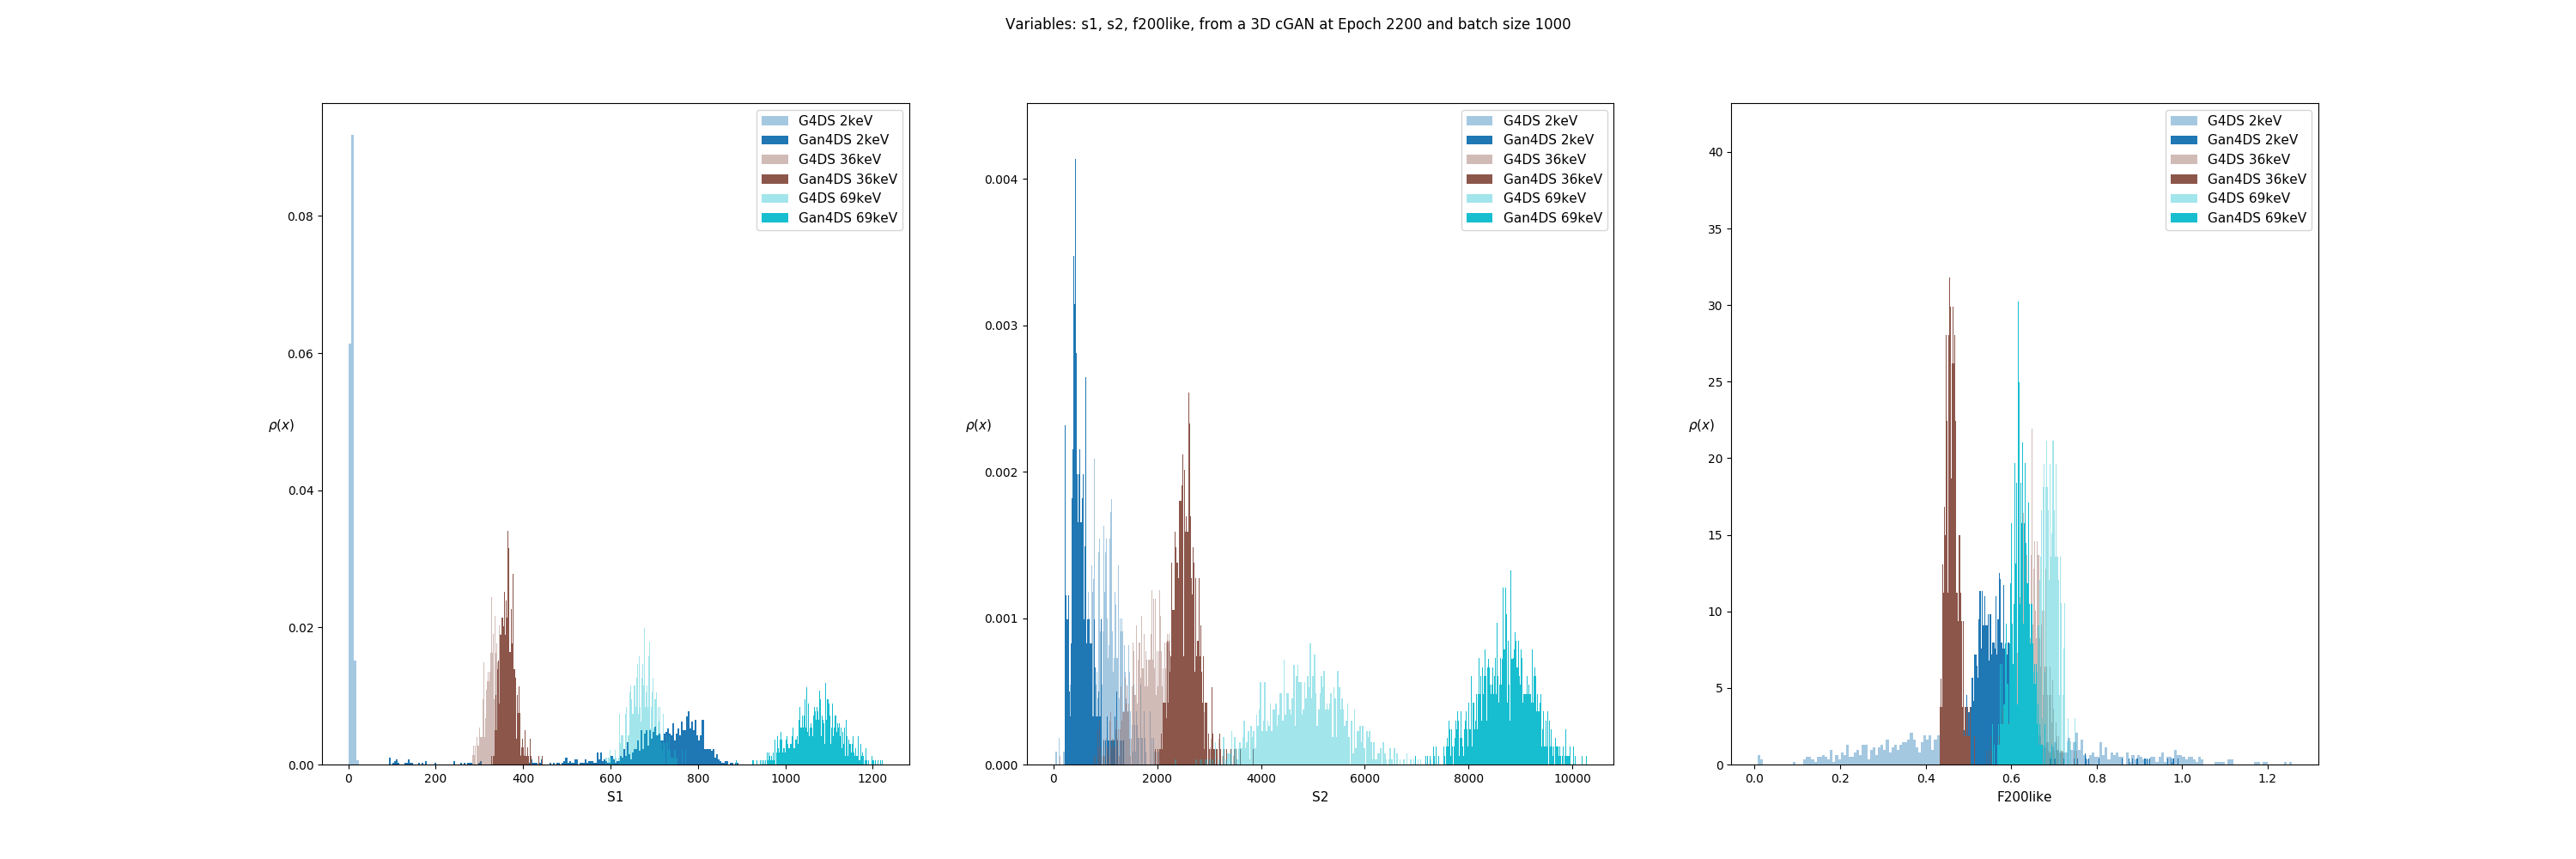 Variables: s1, s2, f200like, from a 3D cGAN at Epoch 2200 and batch size 1000
G4DS 2keV
Gan4DS 2keV
G4DS 36keV
Gan4DS 36keV
G4DS 69keV
Gan4DS 69keV
0.08
0.06
0.04
0.02
0.00
ρ(x)
0 200 400 600 800 1000 1200
S1
G4DS 2keV
Gan4DS 2keV
G4DS 36keV
Gan4DS 36keV
G4DS 69keV
Gan4DS 69keV
0.004
0.003
0.002
0.001
0.000
ρ(x)
0 2000 4000 6000 8000 10000
S2
G4DS 2keV
Gan4DS 2keV
G4DS 36keV
Gan4DS 36keV
G4DS 69keV
Gan4DS 69keV
40
35
30
25
20
15
10
5
0
ρ(x)
0.0 0.2 0.4 0.6 0.8 1.0 1.2
F200like